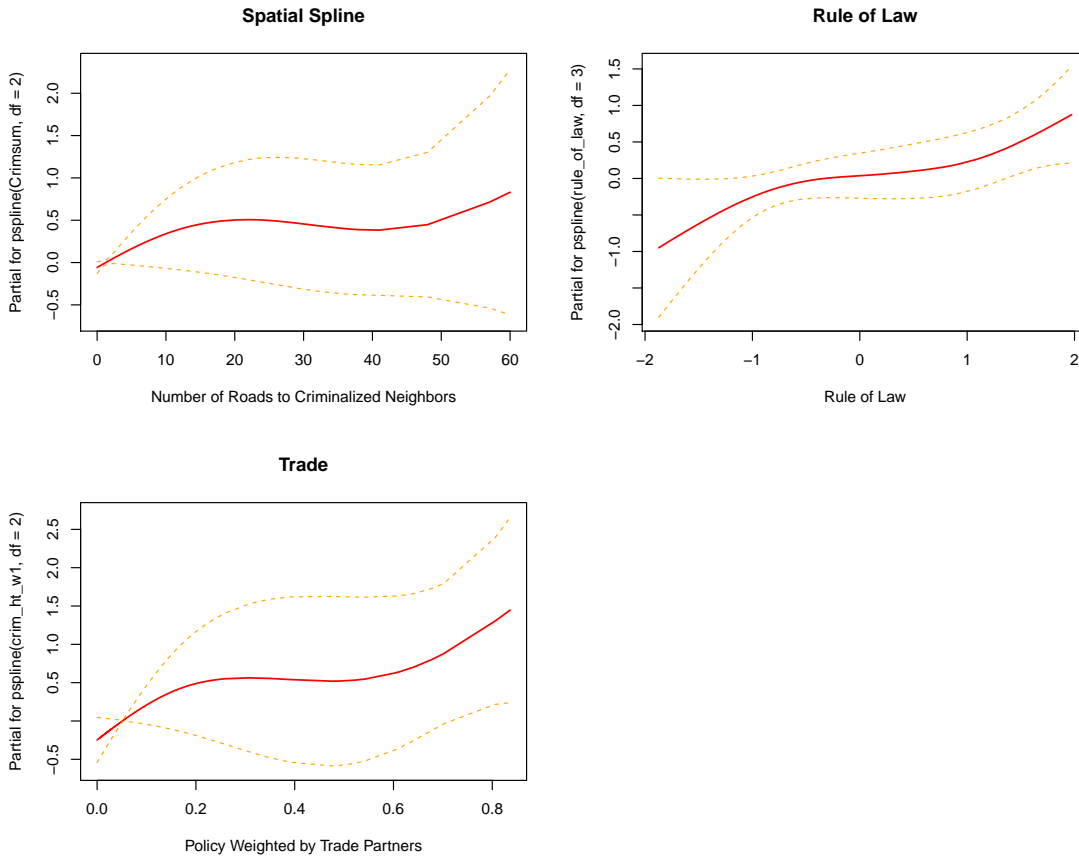 Spatial Spline
Partial for pspline(Crimsum, df = 2)
−0.5 0.0 0.5 1.0 1.5 2.0
0 10 20 30 40 50 60
Number of Roads to Criminalized Neighbors
Rule of Law
Partial for pspline(rule_of_law, df = 3)
−2.0 −1.0 0.0 0.5 1.0 1.5
−2 −1 0 1 2
Rule of Law
Trade
Partial for pspline(crim_ht_w1, df = 2)
−0.5 0.5 1.0 1.5 2.0 2.5
0.0 0.2 0.4 0.6 0.8
Policy Weighted by Trade Partners